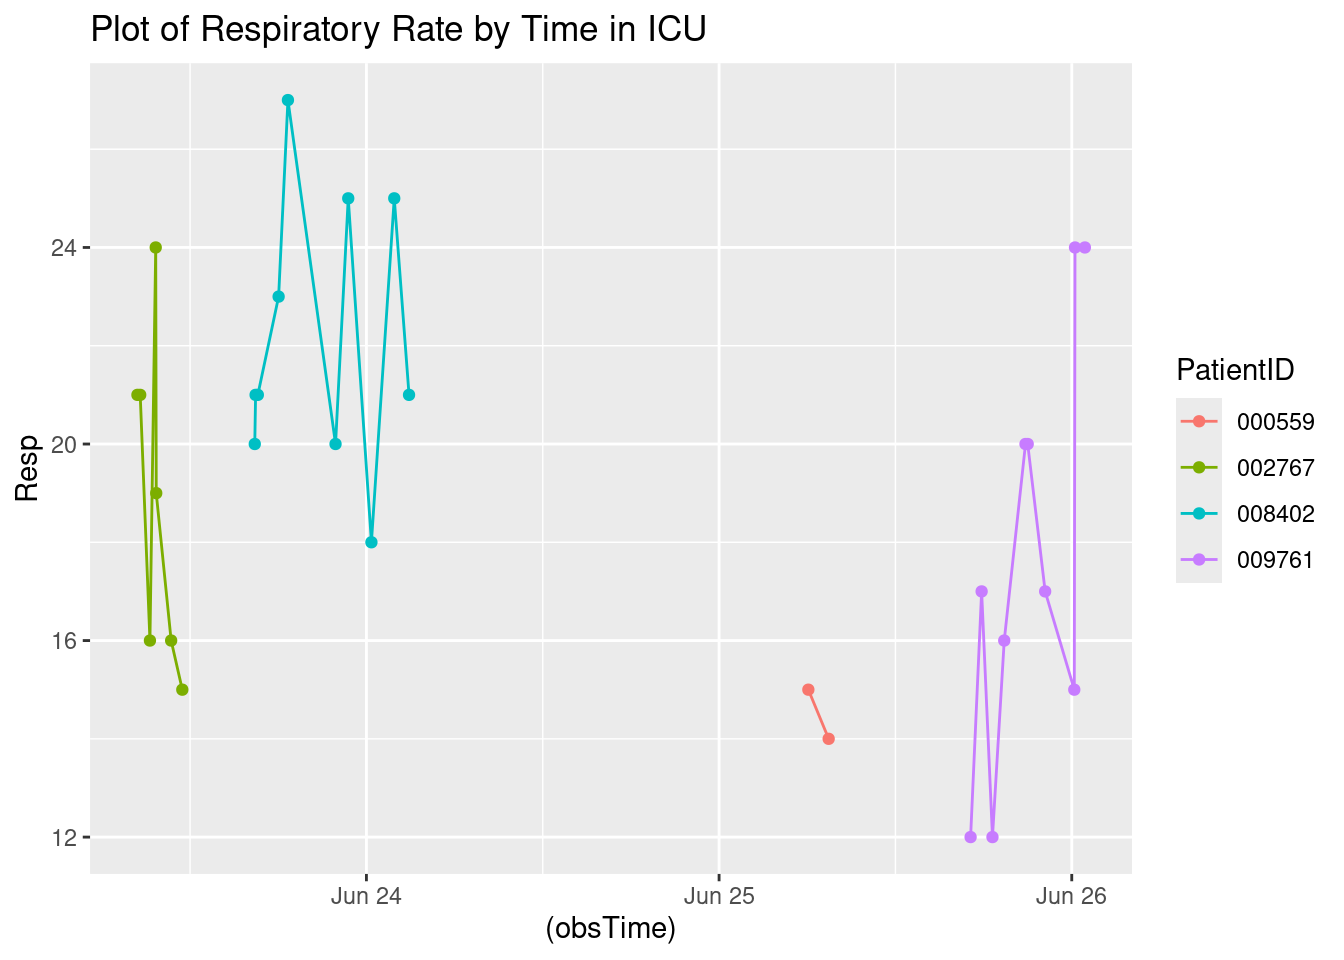 Plot of Respiratory Rate by Time in ICU
24
20
16
12
Resp
Jun 24
Jun 25
Jun 26
(obsTime)
PatientID
000559
002767
008402
009761